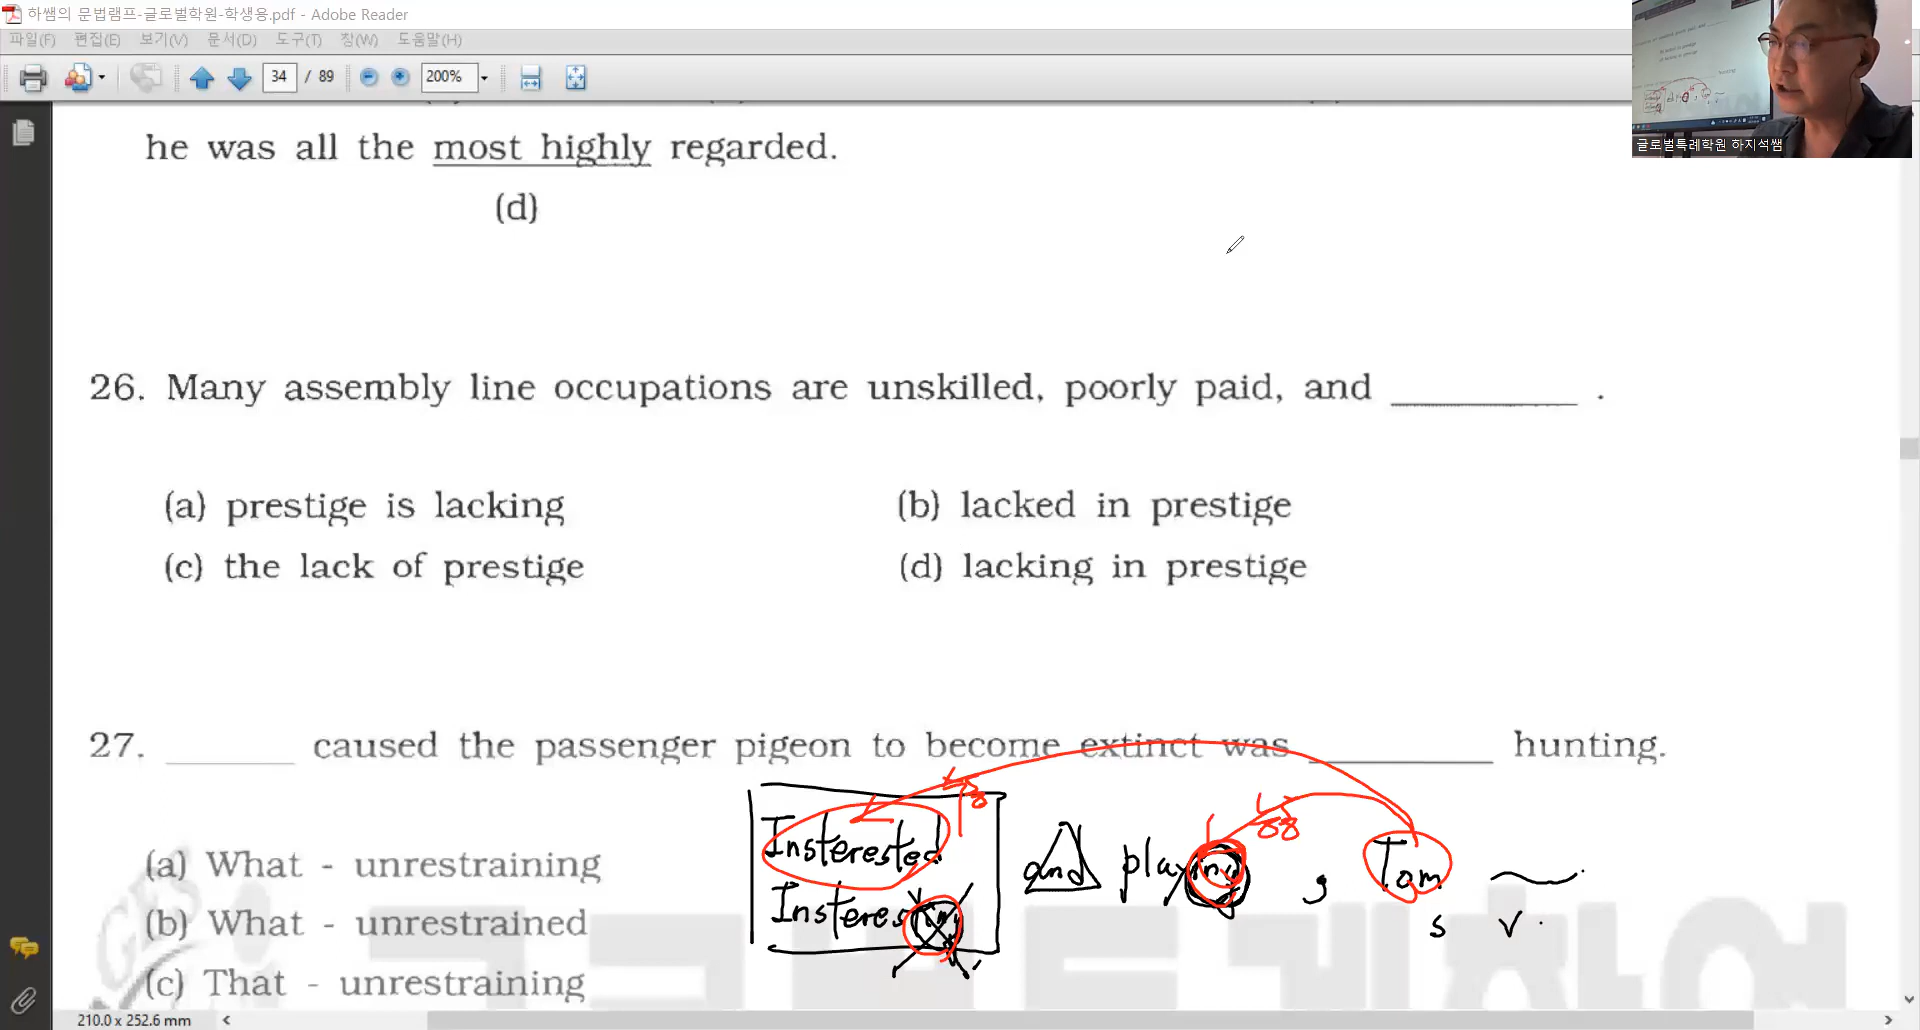 하쌤의 문법램프-글로벌학원-학생용.pdf - Adobe Reader
파일(F) 편집(E) 보기(V) 문서(D) 도구(T) 창(W) 도움말(H)
34 / 89 200%
글로벌특례학원 하지석쌤
he was all the most highly regarded.
(d)
26. Many assembly line occupations are unskilled, poorly paid, and __________ .
(a) prestige is lacking (b) lacked in prestige
(c) the lack of prestige (d) lacking in prestige
27. _______ caused the passenger pigeon to become extinct was __________ hunting.
(a) What - unrestraining
(b) What - unrestrained
(c) That - unrestraining
Insterested
and playing , Tom
Insteresting
s v
210.0 x 252.6 mm